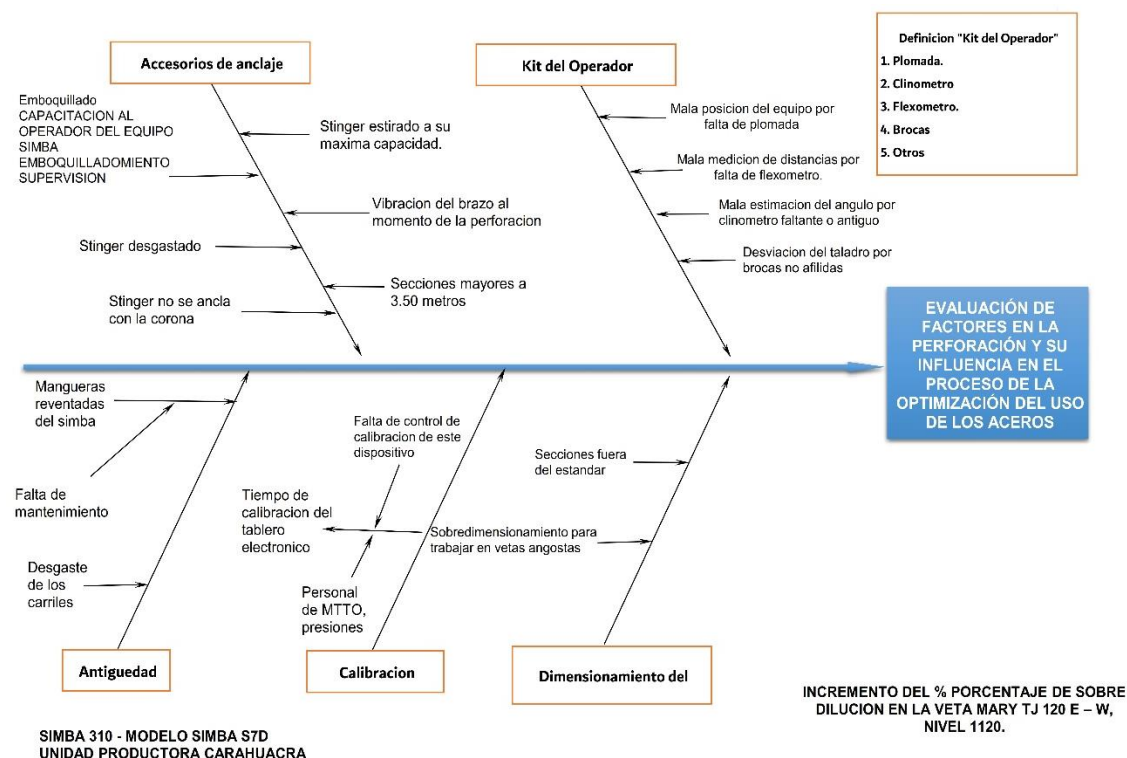 Accesorios de anclaje
Kit del Operador
Definicion "Kit del Operador"
1. Plomada.
2. Clinometro
3. Flexometro.
4. Brocas
5. Otros
Emboquillado
CAPACITACION AL
OPERADOR DEL EQUIPO
SIMBA
EMBOQUILLADOMIENTO
SUPERVISION
Stinger estirado a su
maxima capacidad.
Vibracion del brazo al
momento de la perforacion
Stinger desgastado
Secciones mayores a
3.50 metros
Stinger no se ancla
con la corona
Mala posicion del equipo por
falta de plomada
Mala medicion de distancias por
falta de flexometro.
Mala estimacion del angulo por
clinometro faltante o antiguo
Desviacion del taladro por
brocas no afilidas
EVALUACIÓN DE
FACTORES EN LA
PERFORACIÓN Y SU
INFLUENCIA EN EL
PROCESO DE LA
OPTIMIZACIÓN DEL USO
DE LOS ACEROS
Mangueras
reventadas
del simba
Falta de
mantenimiento
Desgaste
de los
carriles
Falta de control de
calibracion de este
dispositivo
Tiempo de
calibracion del
tablero
electronico
Personal
de MTTO,
presiones
Secciones fuera
del estandar
Sobredimensionamiento para
trabajar en vetas angostas
Antiguedad
Calibracion
Dimensionamiento del
SIMBA 310 - MODELO SIMBA S7D
UNIDAD PRODUCTORA CARAHUACRA
INCREMENTO DEL % PORCENTAJE DE SOBRE
DILUCION EN LA VETA MARY TJ 120 E – W,
NIVEL 1120.